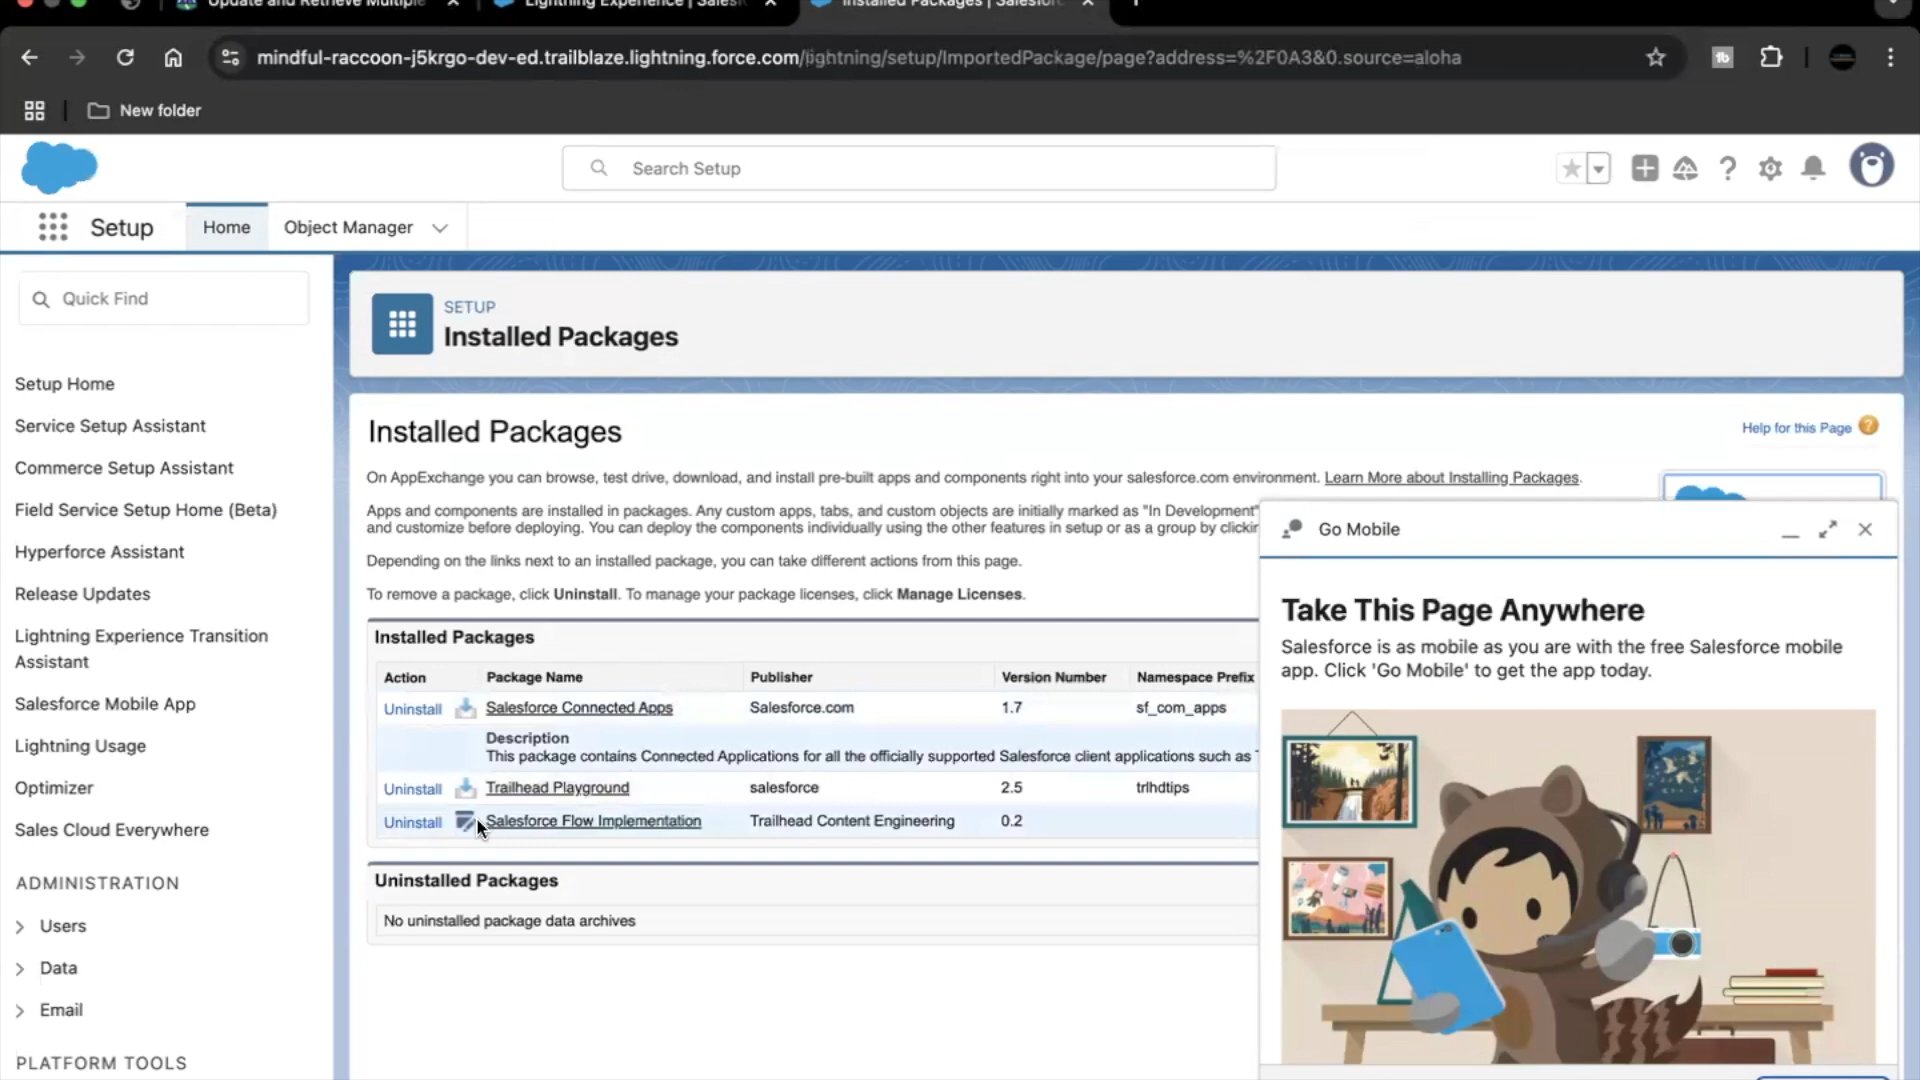 Update and Retrieve Multiple
Lightning Experience | Sales
Installed Packages | Salesfor
mindful-raccoon-j5krgo-dev-ed.trailblaze.lightning.force.com/lightning/setup/ImportedPackage/page?address=%2F0A3&0.source=aloha
New folder
Search Setup
Setup
Home
Object Manager
Quick Find
Setup Home
Service Setup Assistant
Commerce Setup Assistant
Field Service Setup Home (Beta)
Hyperforce Assistant
Release Updates
Lightning Experience Transition
Assistant
Salesforce Mobile App
Lightning Usage
Optimizer
Sales Cloud Everywhere
ADMINISTRATION
Users
Data
Email
PLATFORM TOOLS
SETUP
Installed Packages
Installed Packages
Help for this Page
On AppExchange you can browse, test drive, download, and install pre-built apps and components right into your salesforce.com environment. Learn More about Installing Packages.
Apps and components are installed in packages. Any custom apps, tabs, and custom objects are initially marked as "In Development"
and customize before deploying. You can deploy the components individually using the other features in setup or as a group by clickin
Depending on the links next to an installed package, you can take different actions from this page.
To remove a package, click Uninstall. To manage your package licenses, click Manage Licenses.
Installed Packages
Action Package Name Publisher Version Number Namespace Prefix
Uninstall Salesforce Connected Apps Salesforce.com 1.7 sf_com_apps
Description
This package contains Connected Applications for all the officially supported Salesforce client applications such as
Uninstall Trailhead Playground salesforce 2.5 trlhdtips
Uninstall Salesforce Flow Implementation Trailhead Content Engineering 0.2
Uninstalled Packages
No uninstalled package data archives
Go Mobile
Take This Page Anywhere
Salesforce is as mobile as you are with the free Salesforce mobile
app. Click 'Go Mobile' to get the app today.